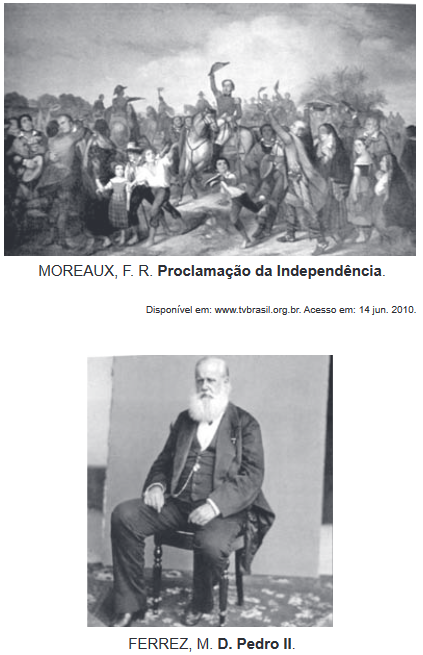 MOREAUX, F. R. Proclamação da Independência.
Disponível em: www.tvbrasil.org.br. Acesso em: 14 jun. 2010.
FERREZ, M. D. Pedro II.